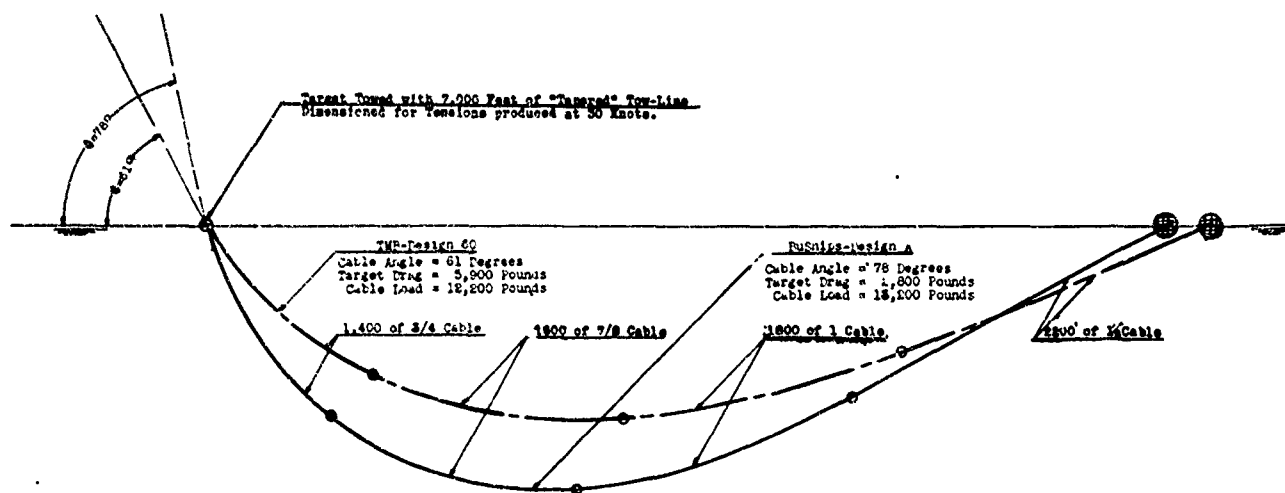 Target Towed with 7,000 Feet of "Tapered" Tow-Line
Dimensioned for Tensions produced at 30 Knots.
θ=78°
θ=61°
TMB-Design 60
Cable Angle = 61 Degrees
Target Drag = 5,900 Pounds
Cable Load = 12,200 Pounds
BuShips-Design A
Cable Angle = 78 Degrees
Target Drag = 1,800 Pounds
Cable Load = Pounds
1,400 of 3/4 Cable
of 7/8 Cable
1800 of 1 Cable
of Cable